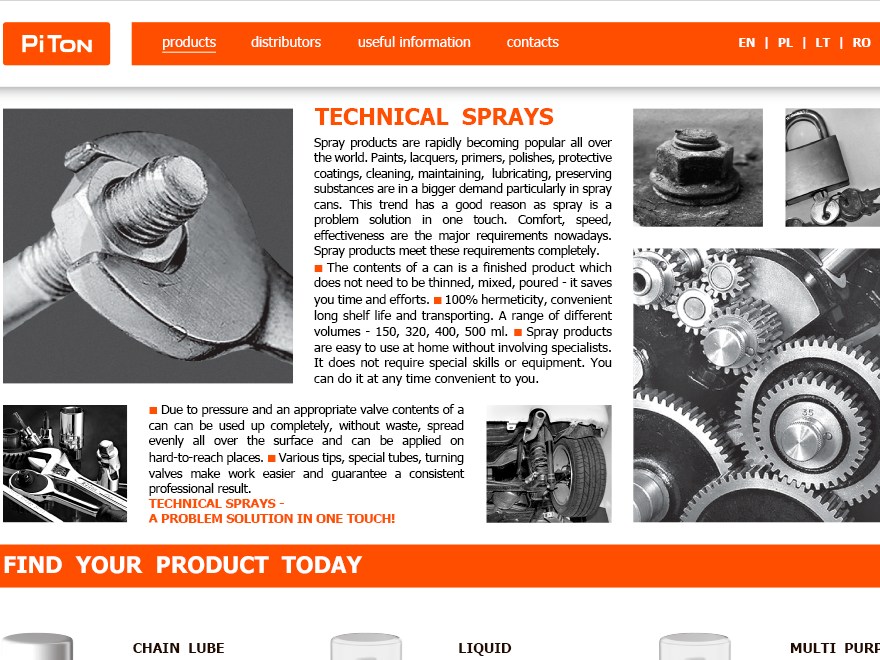 PiTON
products distributors useful information contacts EN | PL | LT | RO
TECHNICAL SPRAYS
Spray products are rapidly becoming popular all over
the world. Paints, lacquers, primers, polishes, protective
coatings, cleaning, maintaining, lubricating, preserving
substances are in a bigger demand particularly in spray
cans. This trend has a good reason as spray is a
problem solution in one touch. Comfort, speed,
effectiveness are the major requirements nowadays.
Spray products meet these requirements completely.
■ The contents of a can is a finished product which
does not need to be thinned, mixed, poured - it saves
you time and efforts. ■ 100% hermeticity, convenient
long shelf life and transporting. A range of different
volumes - 150, 320, 400, 500 ml. ■ Spray products
are easy to use at home without involving specialists.
It does not require special skills or equipment. You
can do it at any time convenient to you.
35
■ Due to pressure and an appropriate valve contents of a
can can be used up completely, without waste, spread
evenly all over the surface and can be applied on
hard-to-reach places. ■ Various tips, special tubes, turning
valves make work easier and guarantee a consistent
professional result.
TECHNICAL SPRAYS -
A PROBLEM SOLUTION IN ONE TOUCH!
FIND YOUR PRODUCT TODAY
CHAIN LUBE
LIQUID
MULTI PURP